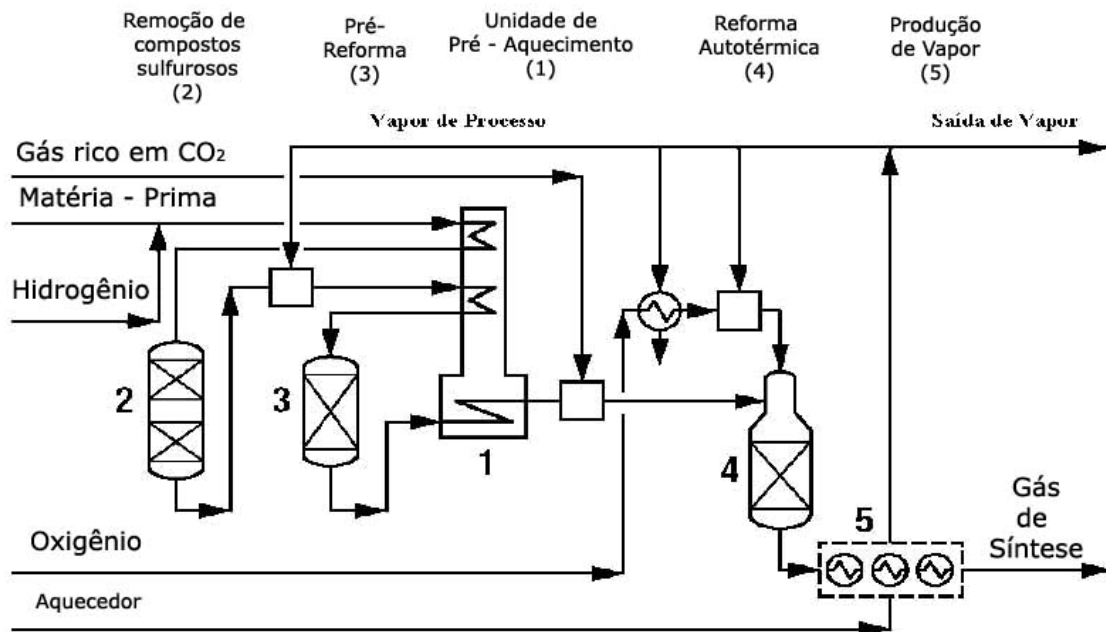 Remoção de
compostos
sulfurosos
(2)
Pré-
Reforma
(3)
Unidade de
Pré - Aquecimento
(1)
Reforma
Autotérmica
(4)
Produção
de Vapor
(5)
Vapor de Processo
Saída de Vapor
Gás rico em CO₂
Matéria - Prima
Hidrogênio
2
3
1
4
5
Gás
de
Síntese
Oxigênio
Aquecedor